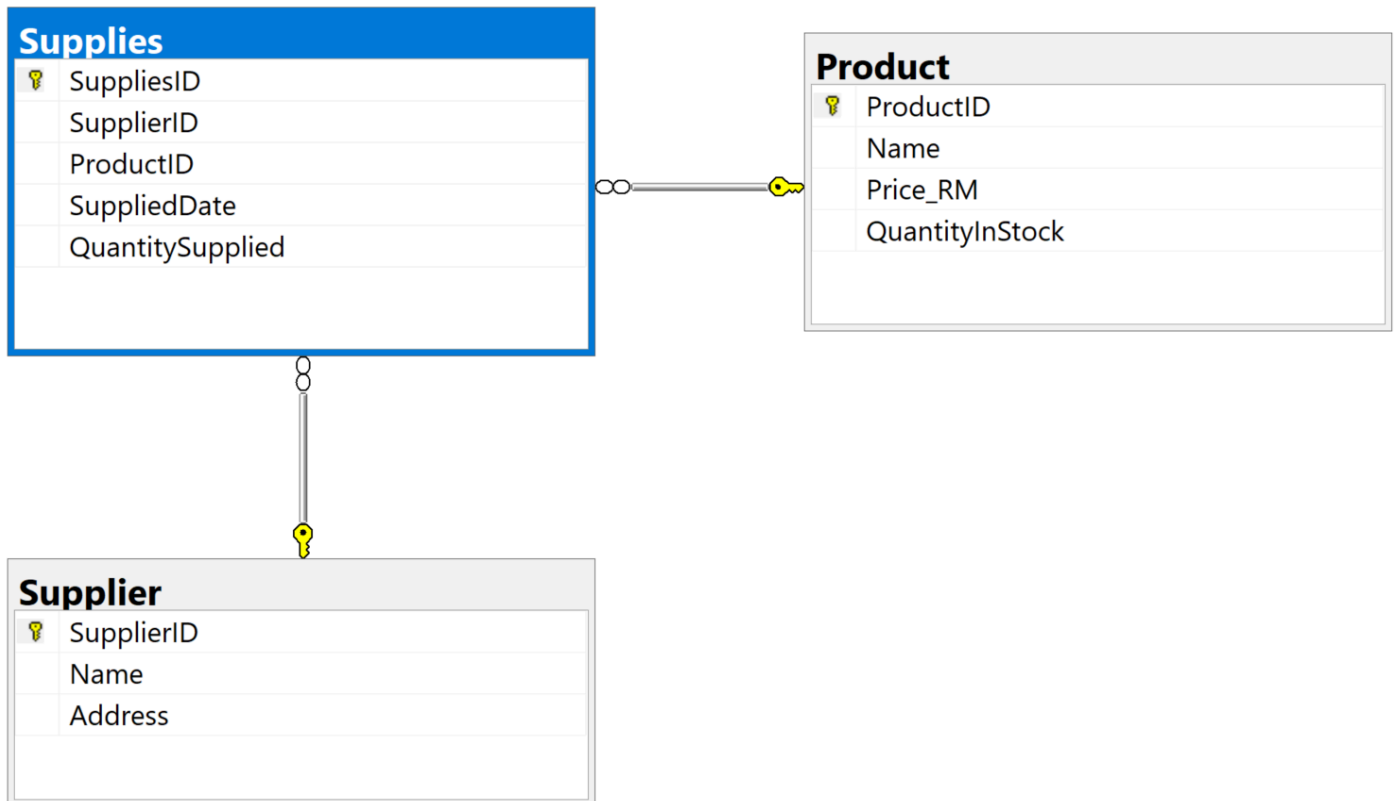 Supplies
SuppliesID
SupplierID
ProductID
SuppliedDate
QuantitySupplied
Product
ProductID
Name
Price_RM
QuantityInStock
Supplier
SupplierID
Name
Address